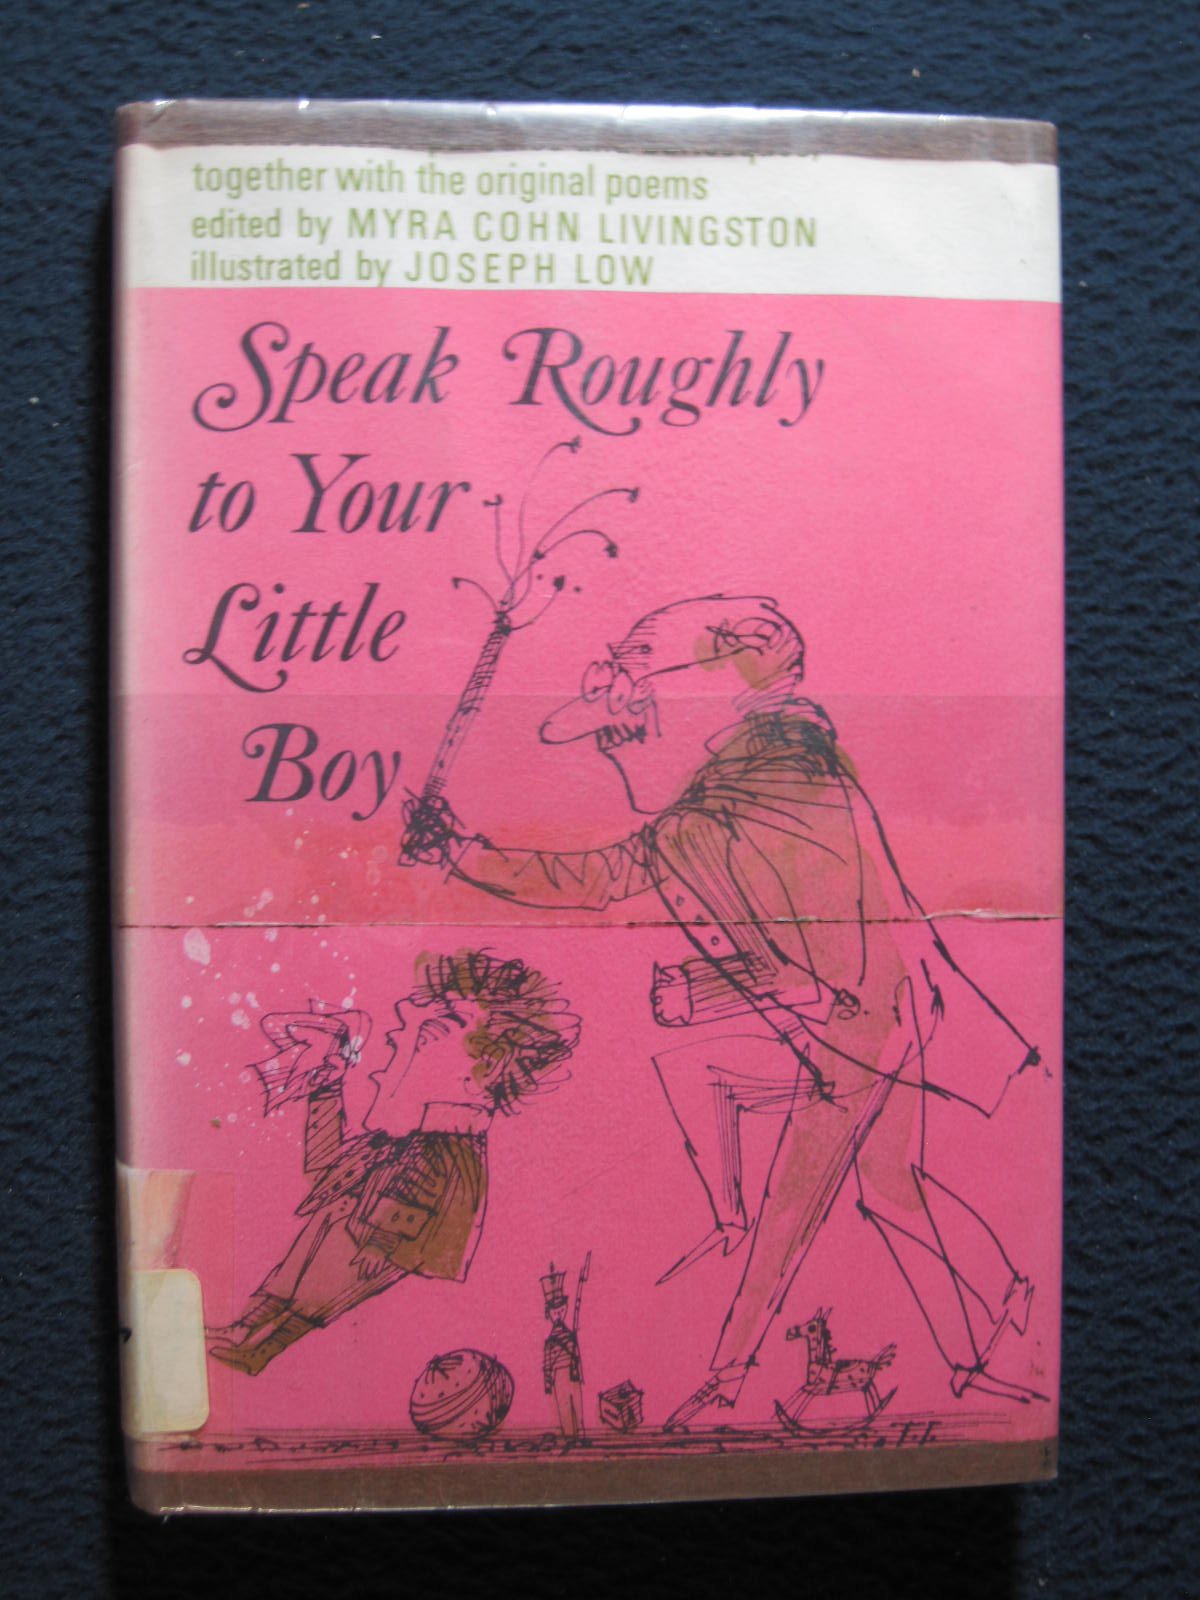 together with the original poems
edited by MYRA COHN LIVINGSTON
illustrated by JOSEPH LOW
Speak Roughly
to Your
Little
Boy